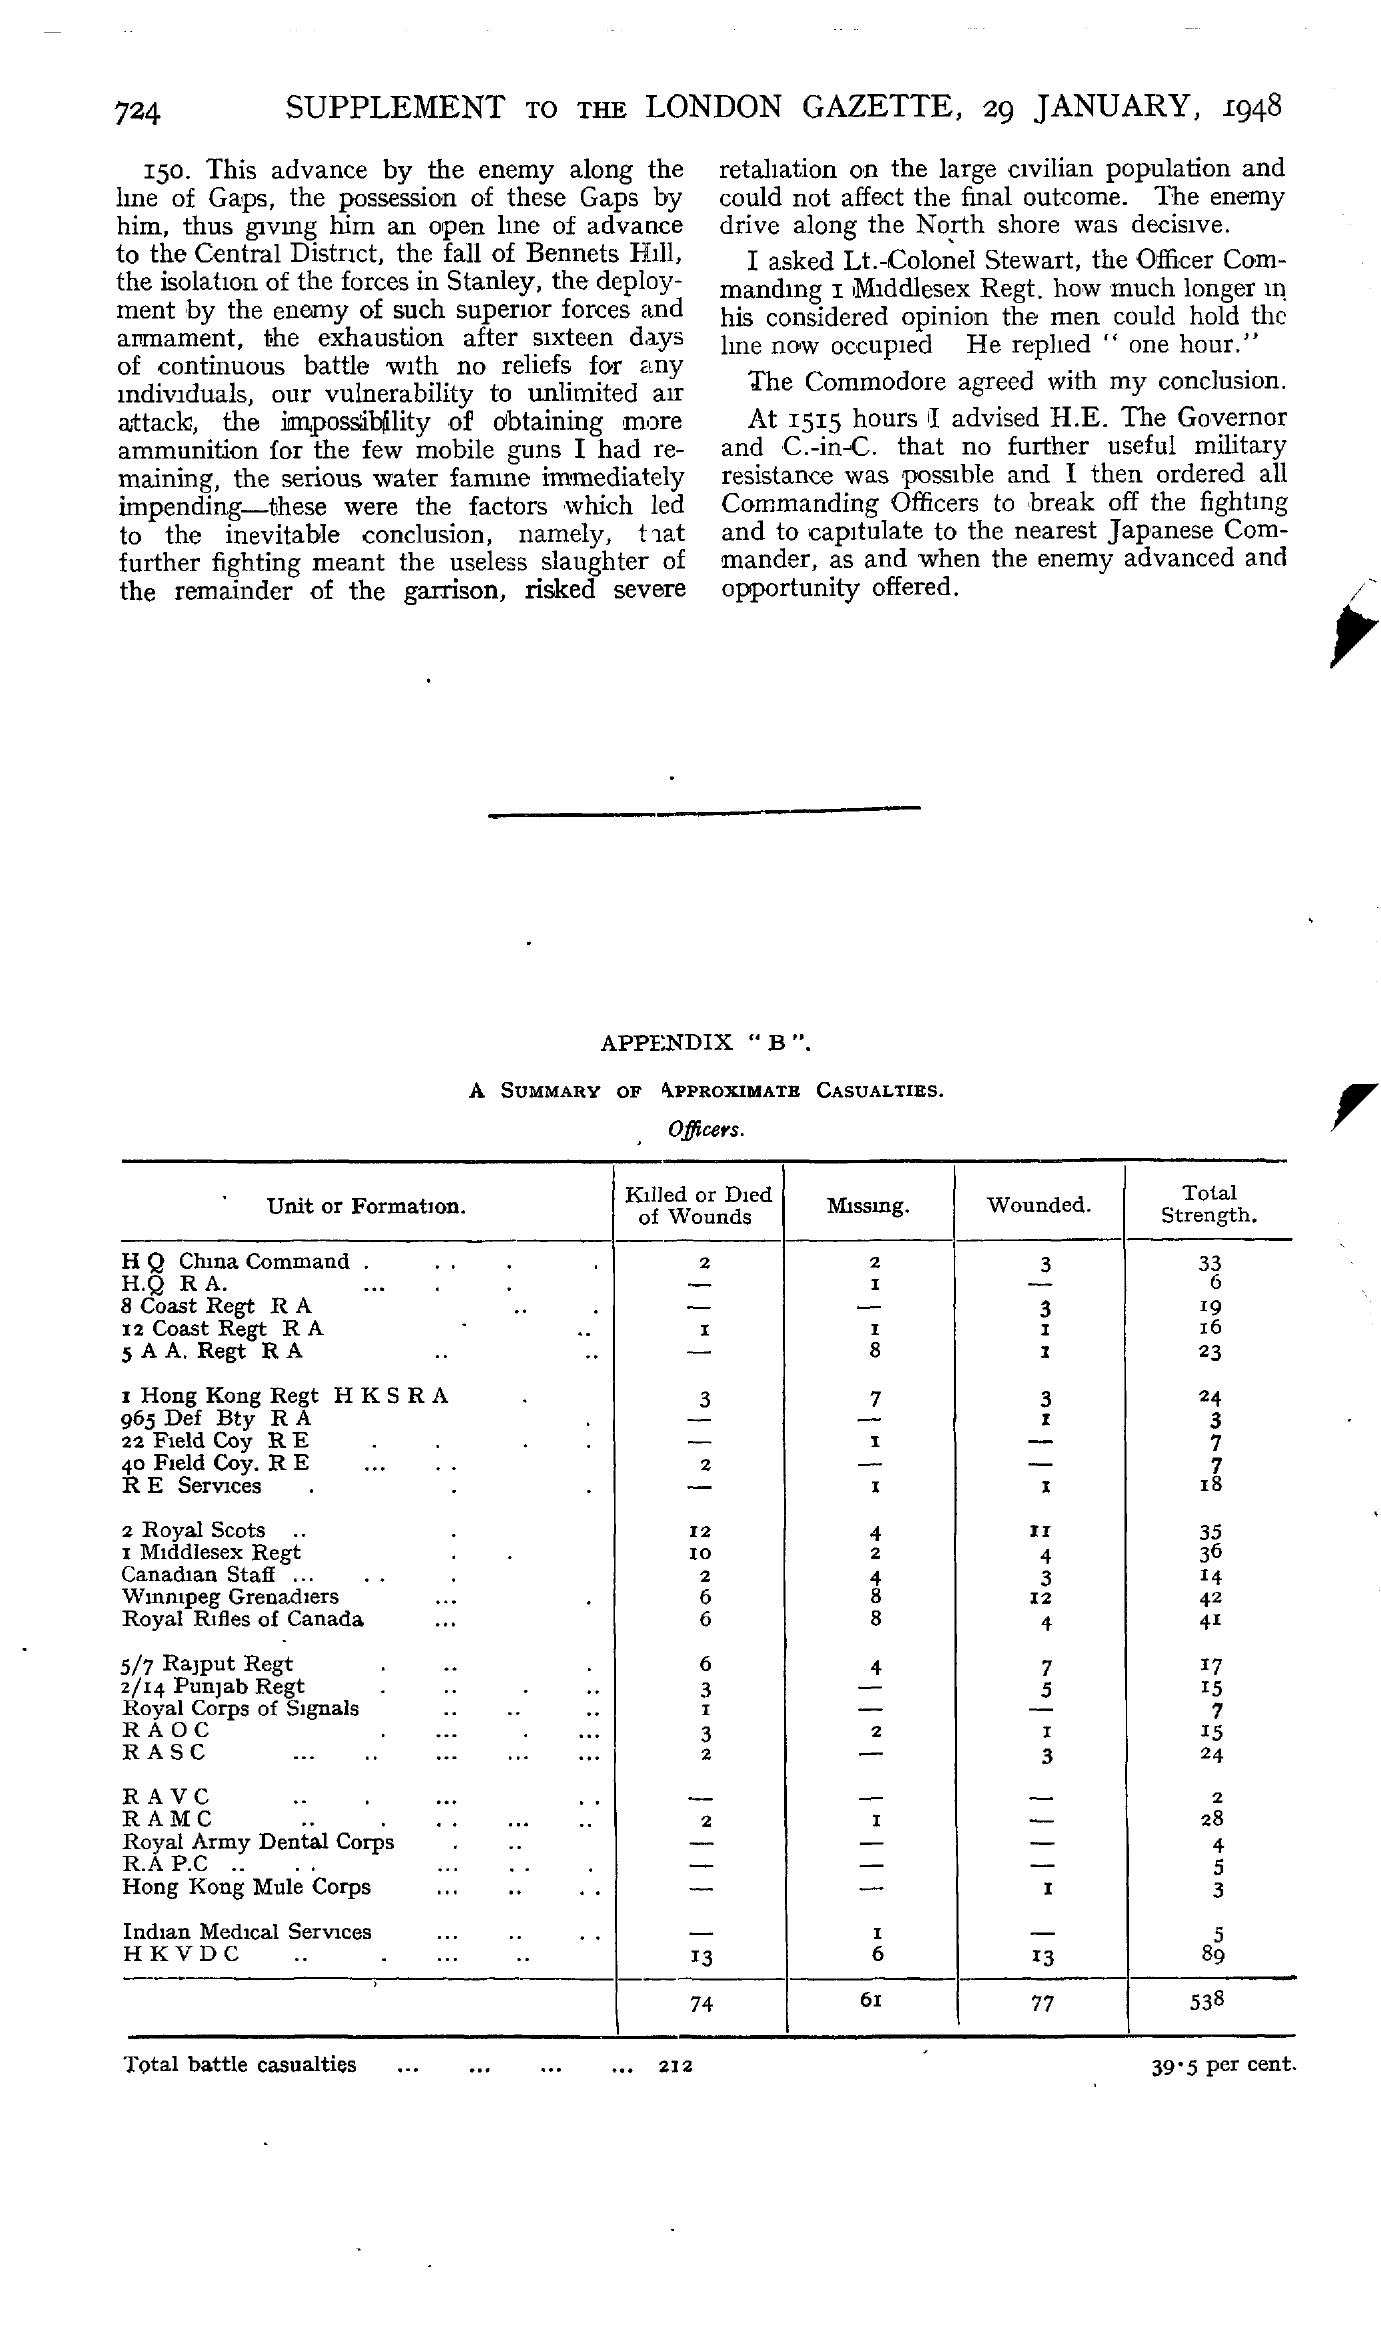 724 SUPPLEMENT TO THE LONDON GAZETTE, 29 JANUARY, 1948
150. This advance by the enemy along the
line of Gaps, the possession of these Gaps by
him, thus giving him an open line of advance
to the Central District, the fall of Bennets Hill,
the isolation of the forces in Stanley, the deploy-
ment by the enemy of such superior forces and
armament, the exhaustion after sixteen days
of continuous battle with no reliefs for any
individuals, our vulnerability to unlimited air
attack, the impossibility of obtaining more
ammunition for the few mobile guns I had re-
maining, the serious water famine immediately
impending—these were the factors which led
to the inevitable conclusion, namely, that
further fighting meant the useless slaughter of
the remainder of the garrison, risked severe
retaliation on the large civilian population and
could not affect the final outcome. The enemy
drive along the North shore was decisive.
I asked Lt.-Colonel Stewart, the Officer Com-
manding 1 Middlesex Regt. how much longer in
his considered opinion the men could hold the
line now occupied He replied " one hour."
The Commodore agreed with my conclusion.
At 1515 hours I advised H.E. The Governor
and C.-in-C. that no further useful military
resistance was possible and I then ordered all
Commanding Officers to break off the fighting
and to capitulate to the nearest Japanese Com-
mander, as and when the enemy advanced and
opportunity offered.
APPENDIX " B ".
A SUMMARY OF APPROXIMATE CASUALTIES.
Officers.
Unit or Formation. Killed or Died of Wounds Missing. Wounded. Total Strength.
H Q China Command . .. . . 2 2 3 33
H.Q R A. ... . . — 1 — 6
8 Coast Regt R A .. . — — 3 19
12 Coast Regt R A . .. 1 1 1 16
5 A A. Regt R A .. .. — 8 1 23
1 Hong Kong Regt H K S R A . 3 7 3 24
965 Def Bty R A . — — 1 3
22 Field Coy R E . . . . — 1 — 7
40 Field Coy. R E ... .. 2 — — 7
R E Services . . . — 1 1 18
2 Royal Scots .. . 12 4 11 35
1 Middlesex Regt . . 10 2 4 36
Canadian Staff ... .. . 2 4 3 14
Winnipeg Grenadiers ... . 6 8 12 42
Royal Rifles of Canada ... 6 8 4 41
5/7 Rajput Regt . .. . 6 4 7 17
2/14 Punjab Regt . .. . .. 3 — 5 15
Royal Corps of Signals .. .. .. 1 — — 7
R A O C . ... . ... 3 2 1 15
R A S C ... .. ... ... ... 2 — 3 24
R A V C .. . ... .. — — — 2
R A M C .. . .. ... .. 2 1 — 28
Royal Army Dental Corps . .. — — — 4
R.A P.C .. .. ... .. . — — — 5
Hong Kong Mule Corps ... .. .. — — 1 3
Indian Medical Services ... .. .. — 1 — 5
H K V D C .. . ... .. 13 6 13 89
74 61 77 538
Total battle casualties ... ... ... ... 212 39·5 per cent.